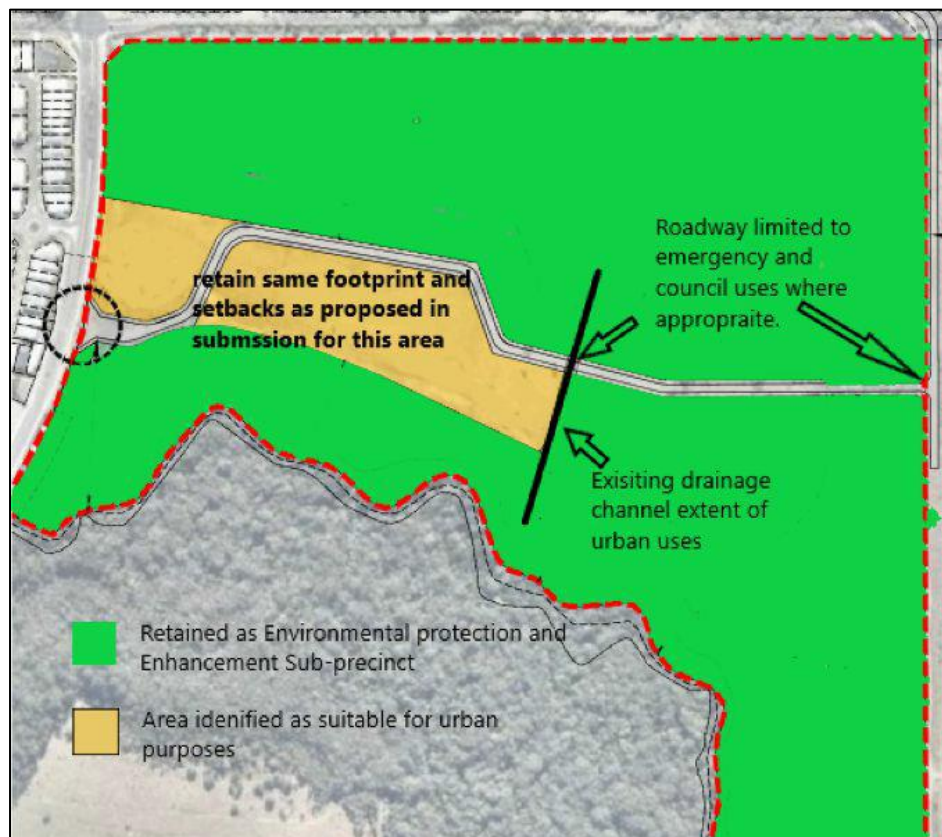 Roadway limited to
emergency and
council uses where
appropraite.
retain same footprint and
setbacks as proposed in
submssion for this area
Exisiting drainage
channel extent of
urban uses
Retained as Environmental protection and
Enhancement Sub-precinct
Area idenified as suitable for urban
purposes